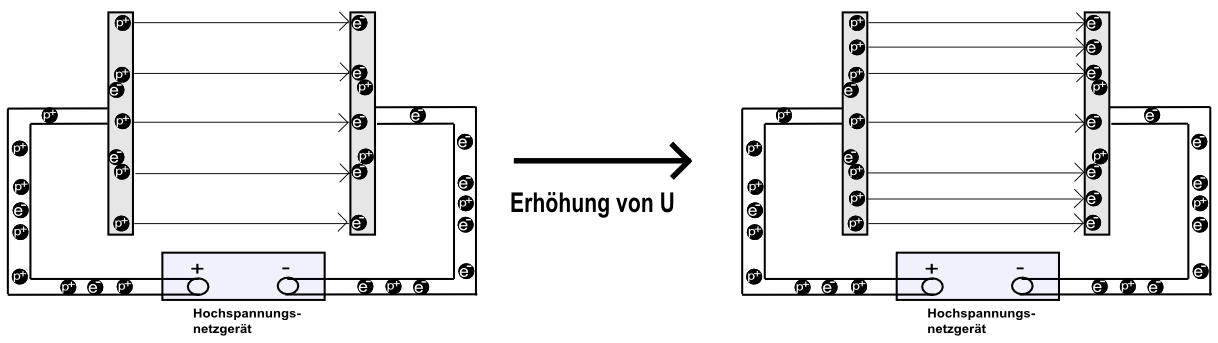 p⁺ e⁻
p⁺ e⁻
e⁻ p⁺
p⁺ e⁻
p⁺ e⁻
p⁺ e⁻
e⁻ p⁺
p⁺ e⁻
p⁺ e⁻
e⁻ p⁺
p⁺ e⁻
p⁺ e⁻
p⁺ e⁻
+ -
p⁺ e⁻ p⁺ e⁻ p⁺ e⁻
Hochspannungs-
netzgerät
Erhöhung von U
p⁺ e⁻
p⁺ e⁻
p⁺ e⁻
e⁻ p⁺
p⁺ e⁻
p⁺ e⁻
p⁺ e⁻
e⁻ p⁺
p⁺ e⁻
p⁺ e⁻
p⁺ e⁻
e⁻ p⁺
p⁺ e⁻
p⁺ e⁻
p⁺ e⁻
+ -
p⁺ e⁻ p⁺ e⁻ p⁺ e⁻
Hochspannungs-
netzgerät